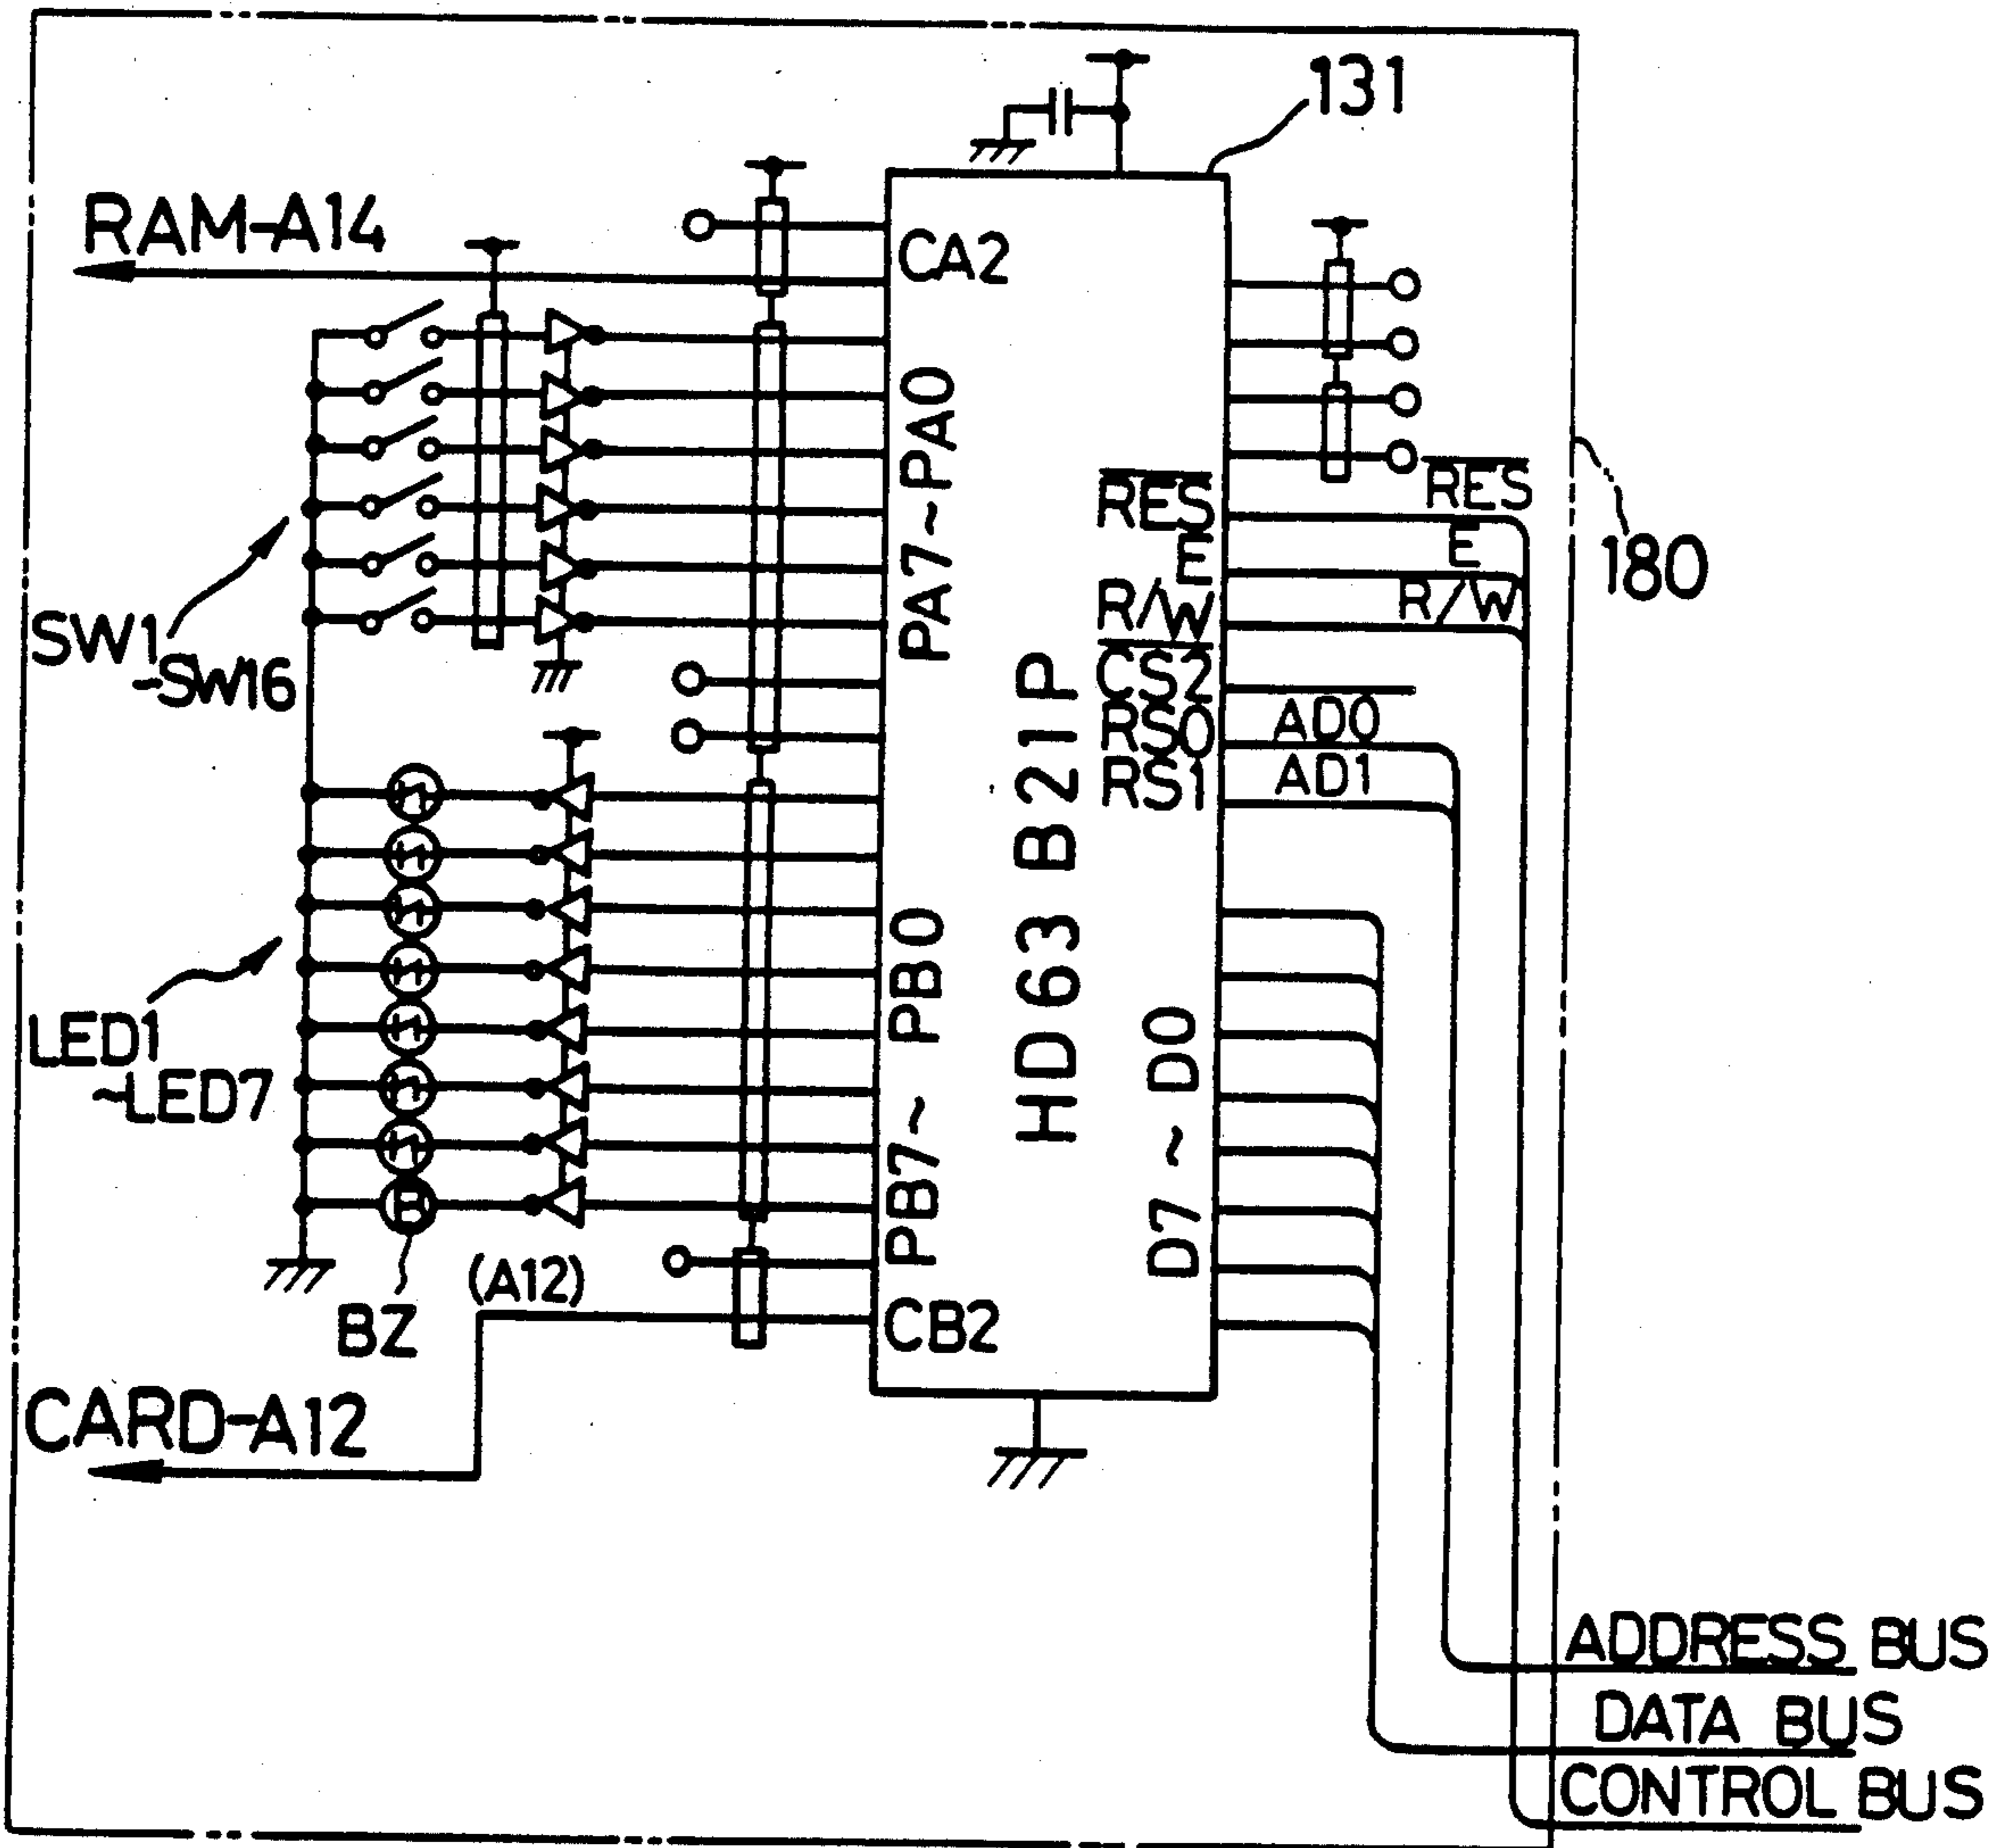 131
RAM-A14
CA2
PA7~PA0
RES
RES
E
E
R/W
R/W
180
SW1
-SW16
CS2
RS0
AD0
RS1
AD1
HD63 B21P
LED1
~LED7
PB7~ PB0
D7 ~ D0
B
(A12)
BZ
CB2
CARD-A12
ADDRESS BUS
DATA BUS
CONTROL BUS